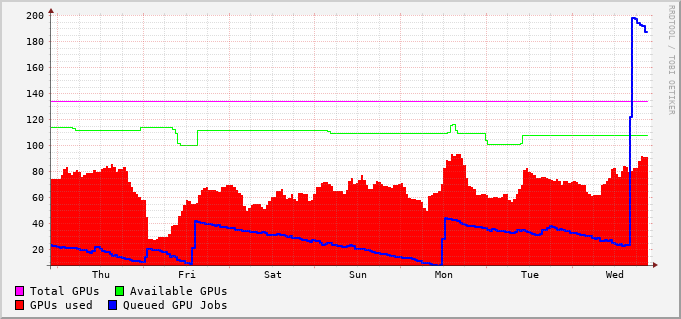 200
180
160
140
120
100
80
60
40
20
Thu Fri Sat Sun Mon Tue Wed
RRDTOOL / TOBI OETIKER
Total GPUs Available GPUs
GPUs used Queued GPU Jobs